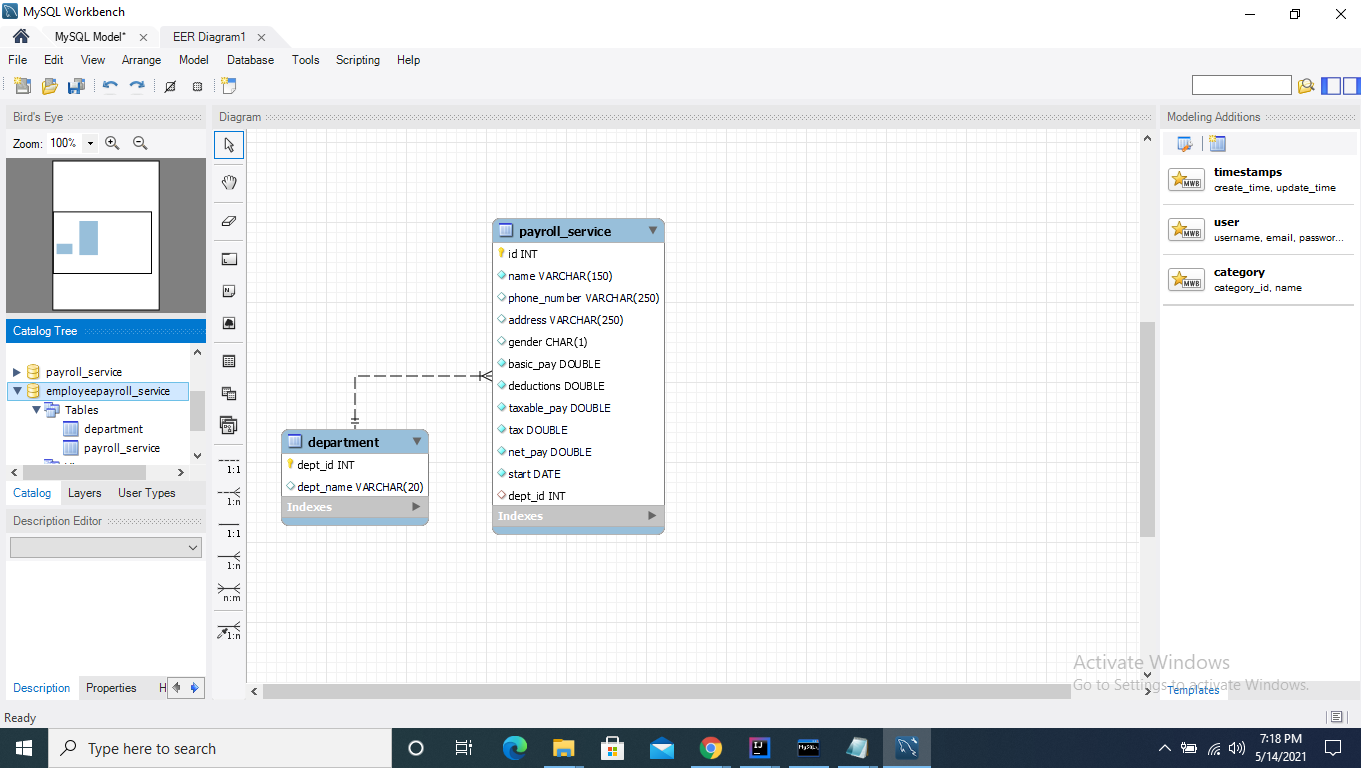 MySQL Workbench
MySQL Model*
EER Diagram1
File Edit View Arrange Model Database Tools Scripting Help
Bird's Eye
Zoom: 100%
Catalog Tree
payroll_service
employeepayroll_service
Tables
department
payroll_service
Catalog Layers User Types
Description Editor
Description Properties H
Diagram
1:1
1:n
1:1
1:n
n:m
1:n
payroll_service
id INT
name VARCHAR(150)
phone_number VARCHAR(250)
address VARCHAR(250)
gender CHAR(1)
basic_pay DOUBLE
deductions DOUBLE
taxable_pay DOUBLE
tax DOUBLE
net_pay DOUBLE
start DATE
dept_id INT
Indexes
department
dept_id INT
dept_name VARCHAR(20)
Indexes
Modeling Additions
MWB
timestamps
create_time, update_time
MWB
user
username, email, passwor...
MWB
category
category_id, name
Activate Windows
Go to Settings to activate Windows.
Templates
Ready
Type here to search
IJ
MySQL
7:18 PM
5/14/2021